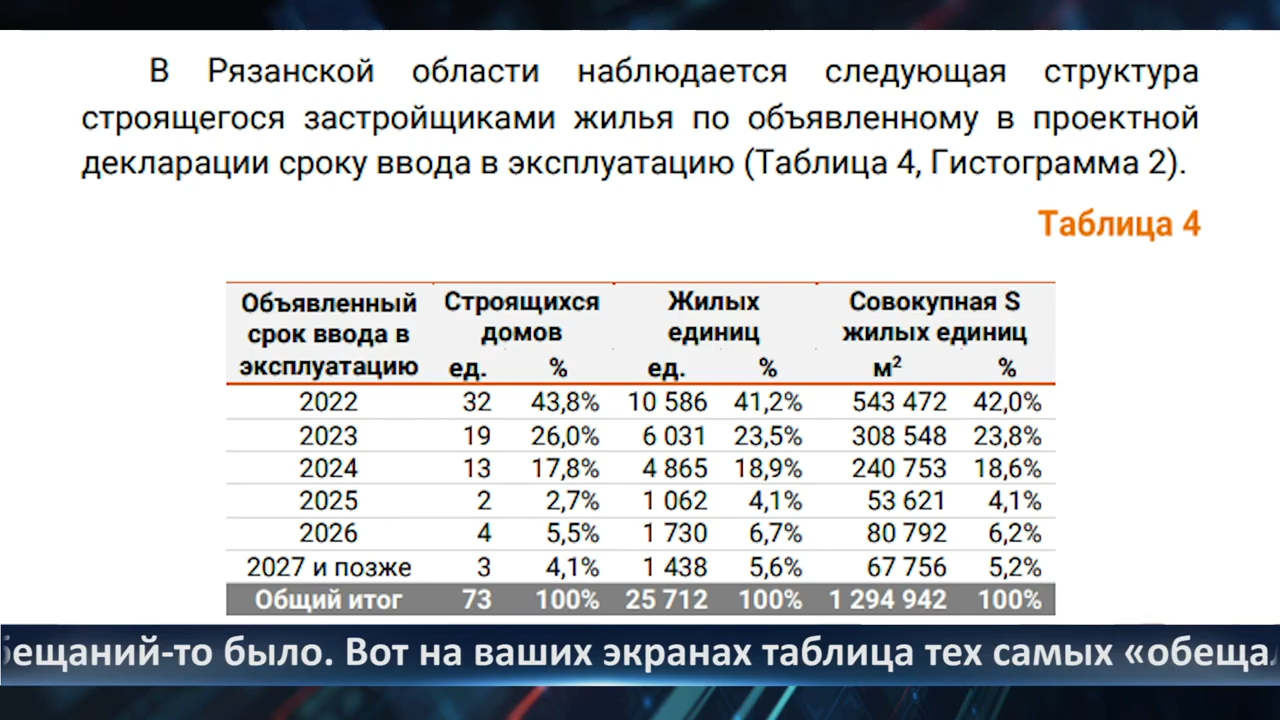 В Рязанской области наблюдается следующая структура
строящегося застройщиками жилья по объявленному в проектной
декларации сроку ввода в эксплуатацию (Таблица 4, Гистограмма 2).
Таблица 4
Объявленный срок ввода в эксплуатацию Строящихся домов Жилых единиц Совокупная S жилых единиц
ед. % ед. % м² %
2022 32 43,8% 10 586 41,2% 543 472 42,0%
2023 19 26,0% 6 031 23,5% 308 548 23,8%
2024 13 17,8% 4 865 18,9% 240 753 18,6%
2025 2 2,7% 1 062 4,1% 53 621 4,1%
2026 4 5,5% 1 730 6,7% 80 792 6,2%
2027 и позже 3 4,1% 1 438 5,6% 67 756 5,2%
Общий итог 73 100% 25 712 100% 1 294 942 100%
бещаний-то было. Вот на ваших экранах таблица тех самых «обеща